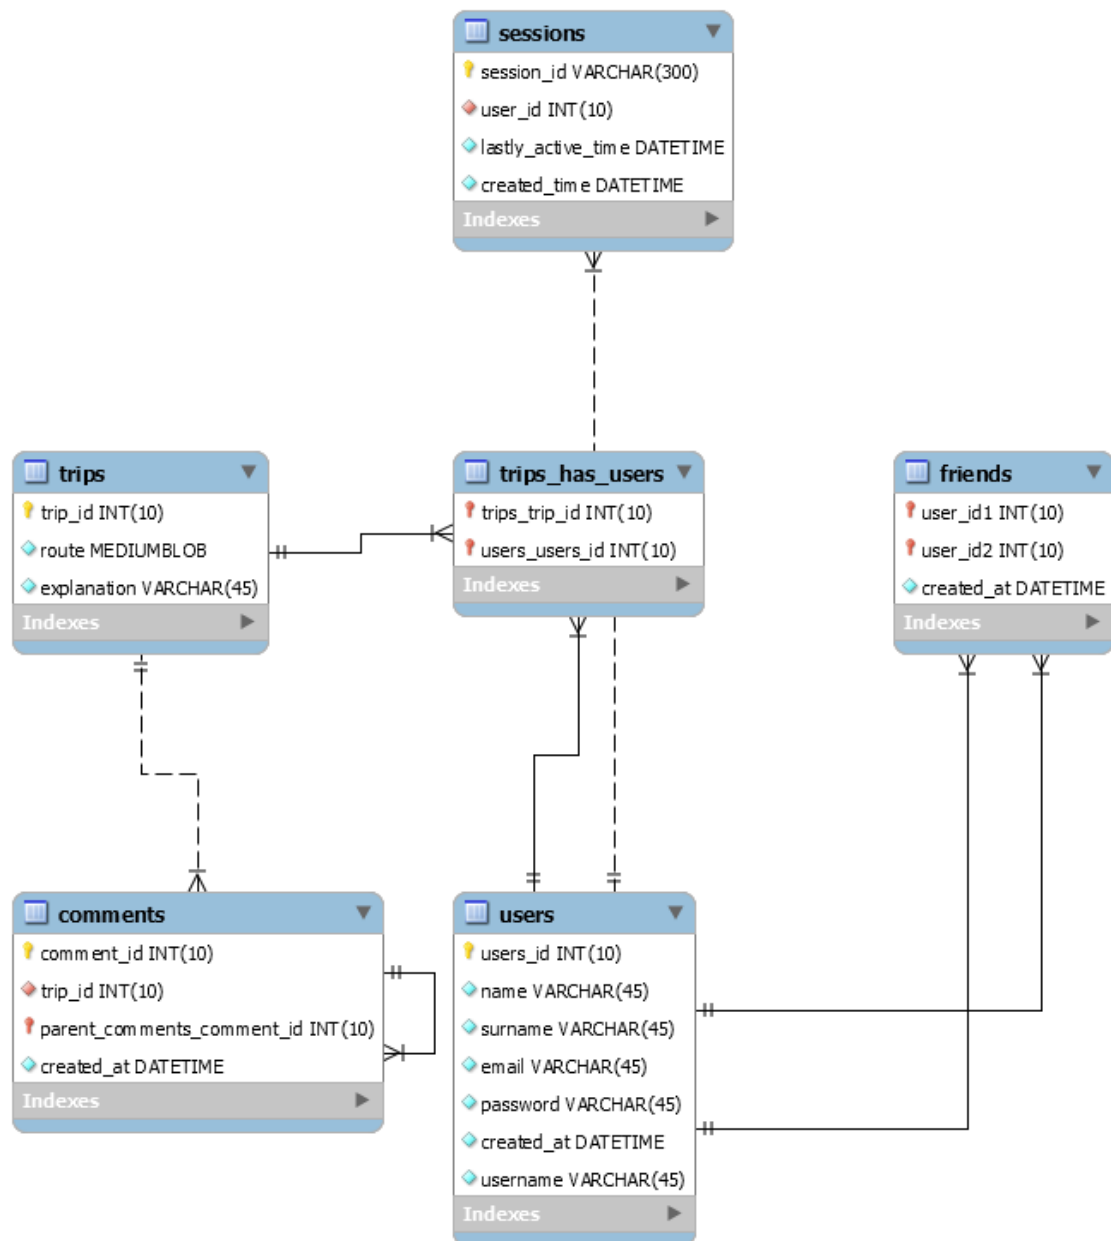 sessions
session_id VARCHAR(300)
user_id INT(10)
lastly_active_time DATETIME
created_time DATETIME
Indexes
trips
trip_id INT(10)
route MEDIUMBLOB
explanation VARCHAR(45)
Indexes
trips_has_users
trips_trip_id INT(10)
users_users_id INT(10)
Indexes
friends
user_id1 INT(10)
user_id2 INT(10)
created_at DATETIME
Indexes
comments
comment_id INT(10)
trip_id INT(10)
parent_comments_comment_id INT(10)
created_at DATETIME
Indexes
users
users_id INT(10)
name VARCHAR(45)
surname VARCHAR(45)
email VARCHAR(45)
password VARCHAR(45)
created_at DATETIME
username VARCHAR(45)
Indexes